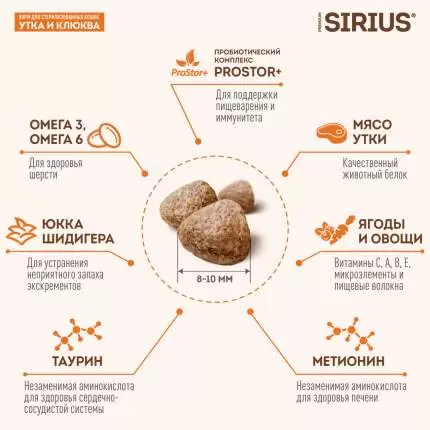 КОРМ ДЛЯ СТЕРИЛИЗОВАННЫХ КОШЕК
УТКА И КЛЮКВА
PREMIUM
SIRIUS®
ProStor+
ПРОБИОТИЧЕСКИЙ
КОМПЛЕКС
PROSTOR+
Для поддержки
пищеварения и
иммунитета
ОМЕГА 3,
ОМЕГА 6
Для здоровья
шерсти
МЯСО
УТКИ
Качественный
животный белок
ЮККА
ШИДИГЕРА
Для устранения
неприятного запаха
экскрементов
ЯГОДЫ
И ОВОЩИ
Витамины С, А, В, Е,
микроэлементы и
пищевые волокна
8-10 ММ
ТАУРИН
Незаменимая аминокислота
для здоровья сердечно-
сосудистой системы
МЕТИОНИН
Незаменимая аминокислота
для здоровья печени